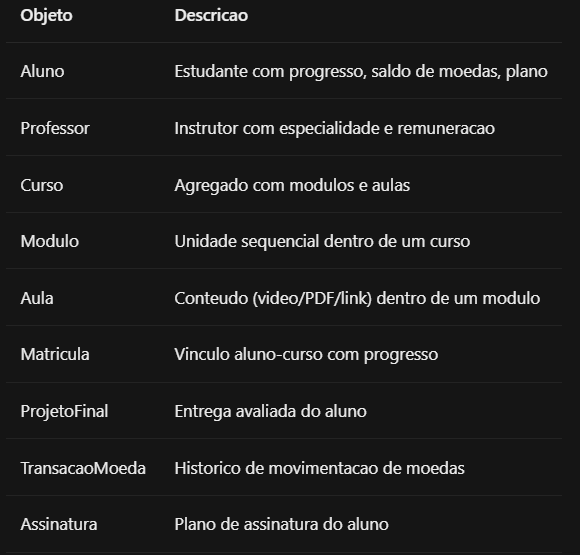 Objeto Descricao
Aluno Estudante com progresso, saldo de moedas, plano
Professor Instrutor com especialidade e remuneracao
Curso Agregado com modulos e aulas
Modulo Unidade sequencial dentro de um curso
Aula Conteudo (video/PDF/link) dentro de um modulo
Matricula Vinculo aluno-curso com progresso
ProjetoFinal Entrega avaliada do aluno
TransacaoMoeda Historico de movimentacao de moedas
Assinatura Plano de assinatura do aluno